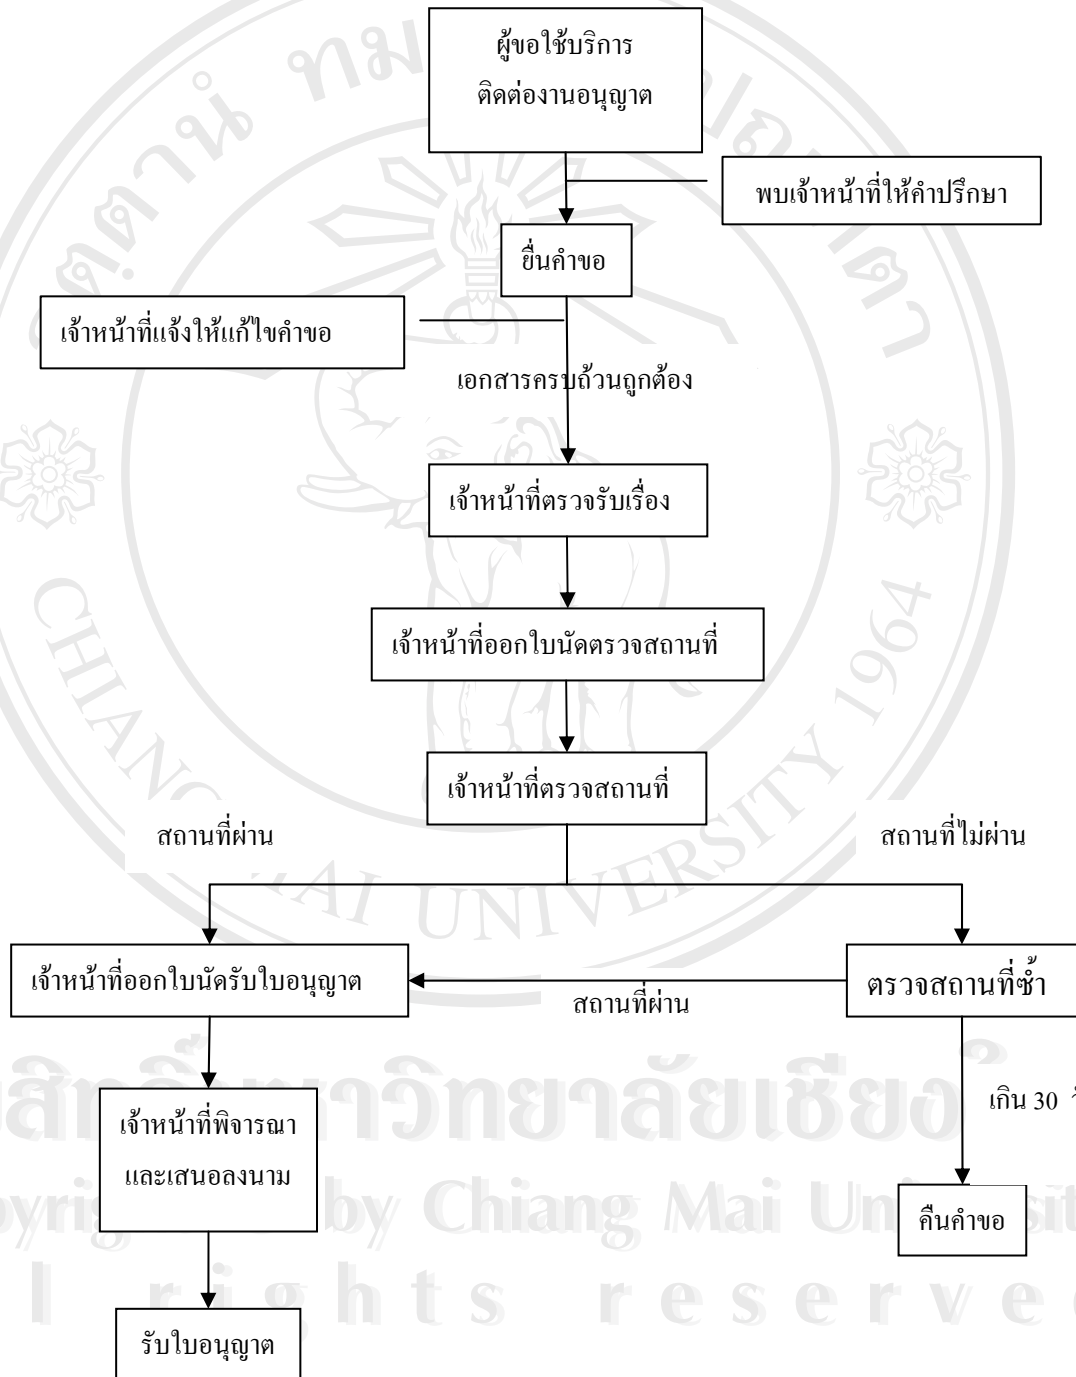 ผู้ขอใช้บริการ
ติดต่องานอนุญาต
พบเจ้าหน้าที่ให้คำปรึกษา
ยื่นคำขอ
เจ้าหน้าที่แจ้งให้แก้ไขคำขอ
เอกสารครบถ้วนถูกต้อง
เจ้าหน้าที่ตรวจรับเรื่อง
เจ้าหน้าที่ออกใบนัดตรวจสถานที่
เจ้าหน้าที่ตรวจสถานที่
สถานที่ผ่าน
สถานที่ไม่ผ่าน
เจ้าหน้าที่ออกใบนัดรับใบอนุญาต
สถานที่ผ่าน
ตรวจสถานที่ซ้ำ
เกิน 30
เจ้าหน้าที่พิจารณา
และเสนอลงนาม
คืนคำขอ
รับใบอนุญาต
by Chiang Mai
rights reserve
UNIVERSITY 1964